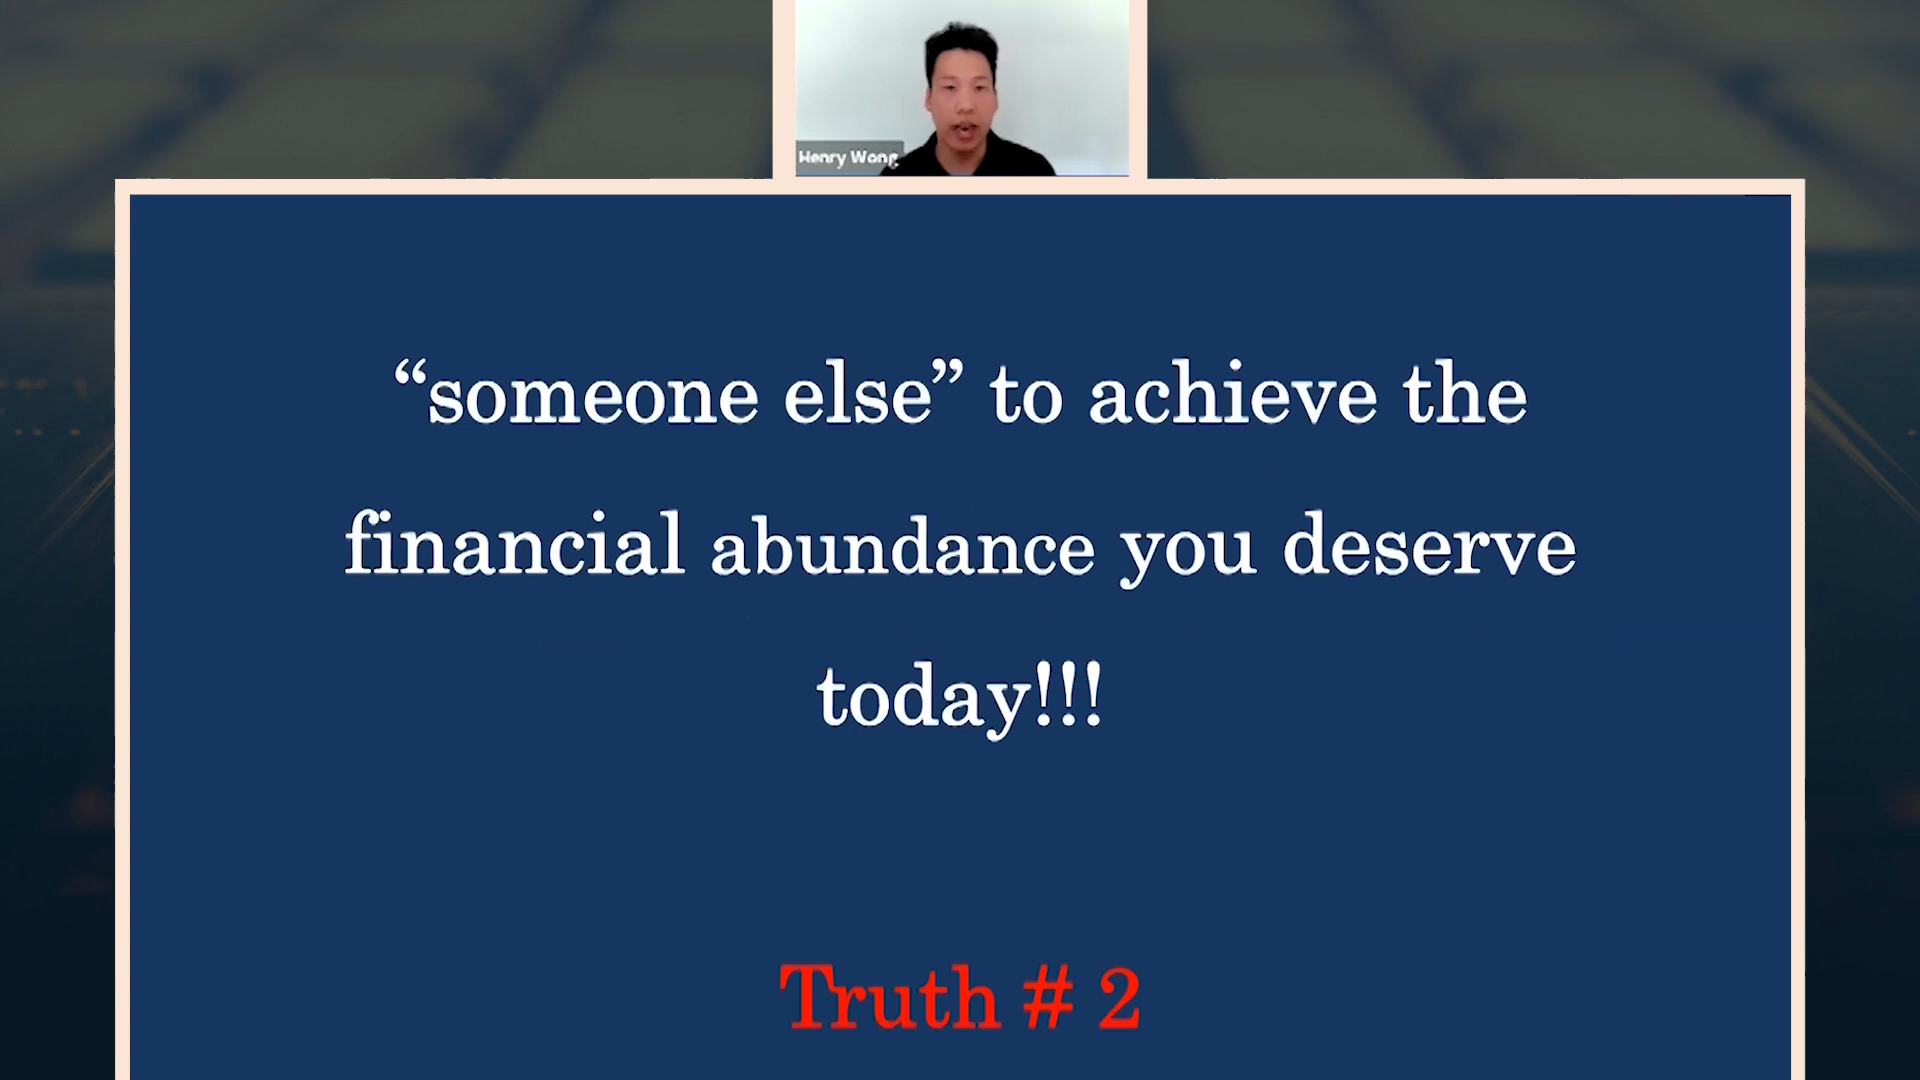 Henry Wong
“someone else” to achieve the
financial abundance you deserve
today!!!
Truth # 2